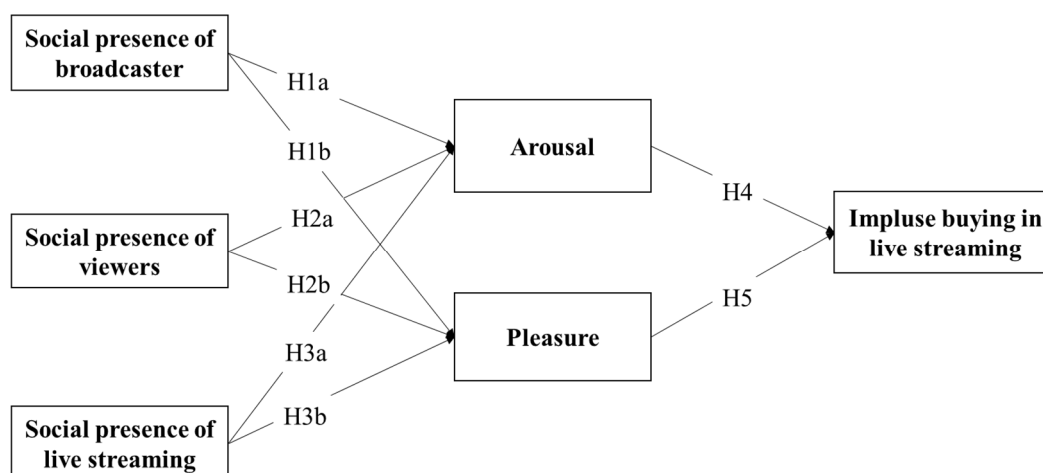 Social presence of
broadcaster
H1a
H1b
Arousal
H4
H2a
Social presence of
viewers
Impluse buying in
live streaming
H2b
H5
Pleasure
H3a
H3b
Social presence of
live streaming